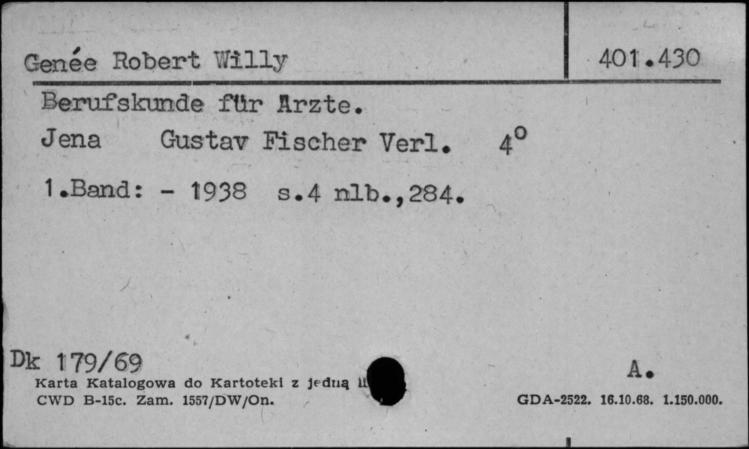 Genée Robert Willy 401.430
Berufskunde für Arzte.
Jena Gustav Fischer Verl. 4°
1.Band: - 1938 s.4 nlb.,284.
Dk 179/69
A.
Karta Katalogowa do Kartoteki z jedną
CWD B-15c. Zam. 1557/DW/On.
GDA-2522. 16.10.68. 1.150.000.